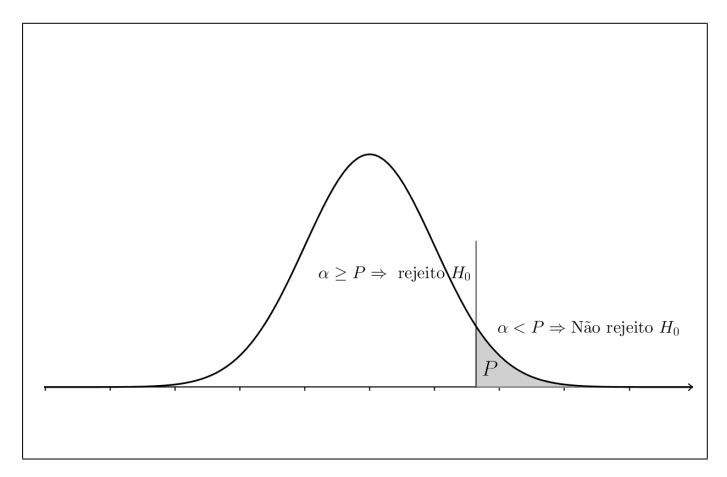 α ≥ P ⇒ rejeito H₀
α < P ⇒ Não rejeito H₀
P